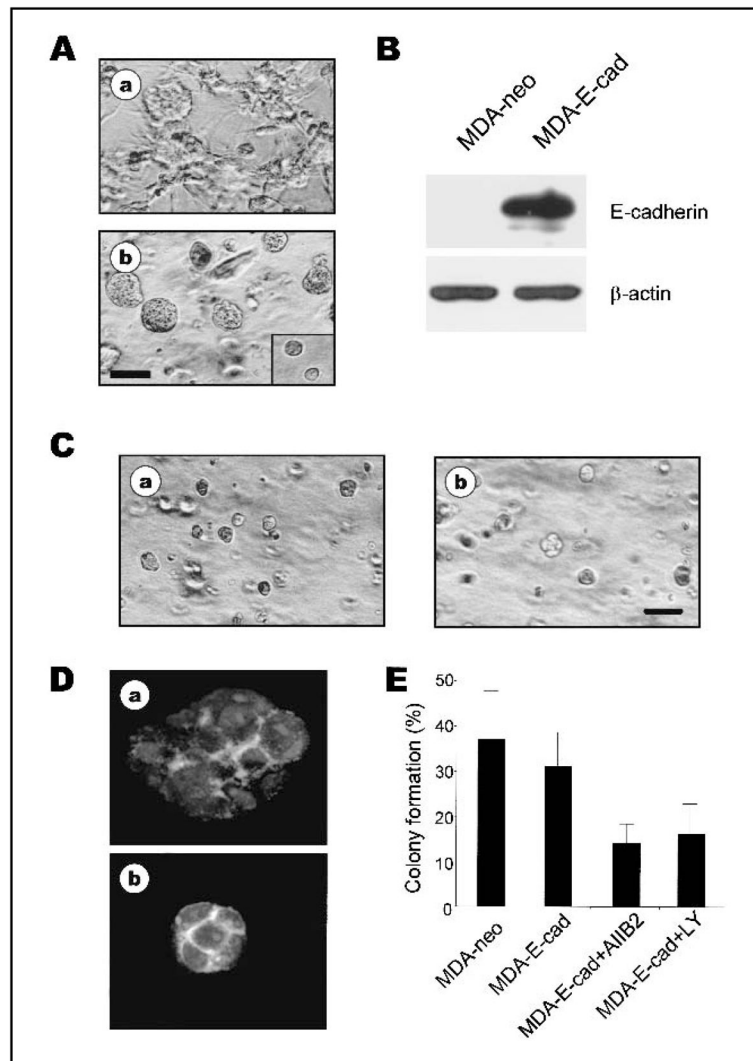 A
a
b
B
MDA-neo
MDA-E-cad
E-cadherin
β-actin
C
a
b
D
a
b
E
Colony formation (%)
50
40
30
20
10
0
MDA-neo
MDA-E-cad
MDA-E-cad+AIIB2
MDA-E-cad+LY